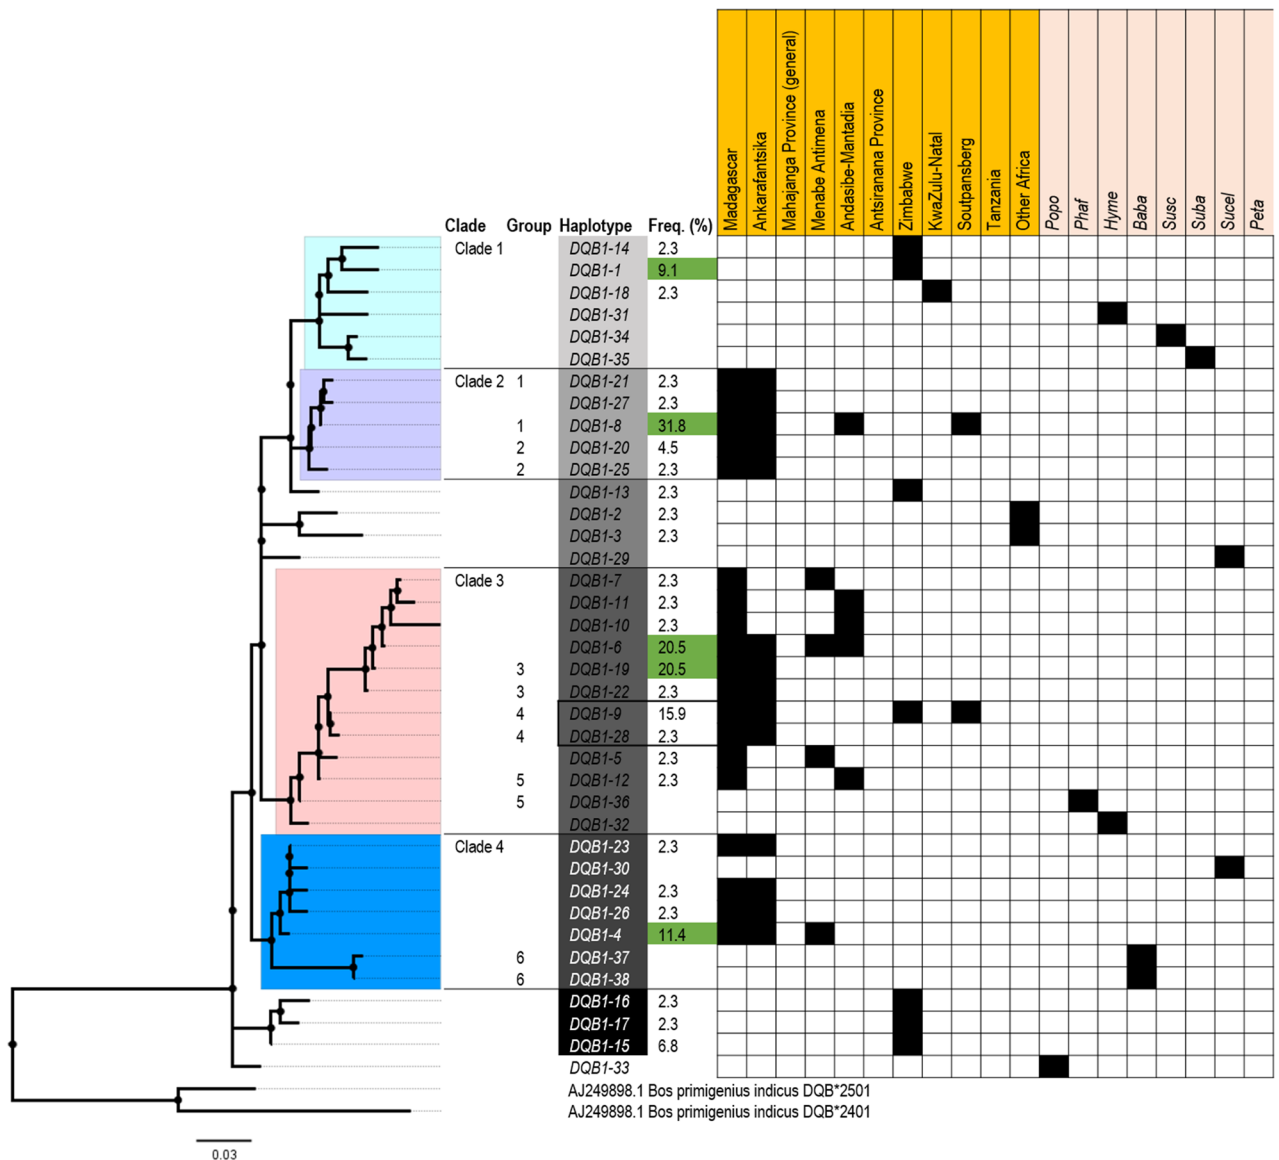 Madagascar
Ankarafantsika
Mahajanga Province (general)
Menabe Antimena
Andasibe-Mantadia
Antsiranana Province
Zimbabwe
KwaZulu-Natal
Soutpansberg
Tanzania
Other Africa
Popo
Phaf
Hyme
Baba
Susc
Suba
Sucel
Peta
Clade Group Haplotype Freq. (%)
Clade 1 DQB1-14 2.3
DQB1-1 9.1
DQB1-18 2.3
DQB1-31
DQB1-34
DQB1-35
Clade 2 1 DQB1-21 2.3
DQB1-27 2.3
1 DQB1-8 31.8
2 DQB1-20 4.5
2 DQB1-25 2.3
DQB1-13 2.3
DQB1-2 2.3
DQB1-3 2.3
DQB1-29
Clade 3 DQB1-7 2.3
DQB1-11 2.3
DQB1-10 2.3
DQB1-6 20.5
3 DQB1-19 20.5
3 DQB1-22 2.3
4 DQB1-9 15.9
4 DQB1-28 2.3
DQB1-5 2.3
5 DQB1-12 2.3
5 DQB1-36
DQB1-32
Clade 4 DQB1-23 2.3
DQB1-30
DQB1-24 2.3
DQB1-26 2.3
DQB1-4 11.4
6 DQB1-37
6 DQB1-38
DQB1-16 2.3
DQB1-17 2.3
DQB1-15 6.8
DQB1-33
AJ249898.1 Bos primigenius indicus DQB*2501
AJ249898.1 Bos primigenius indicus DQB*2401
0.03